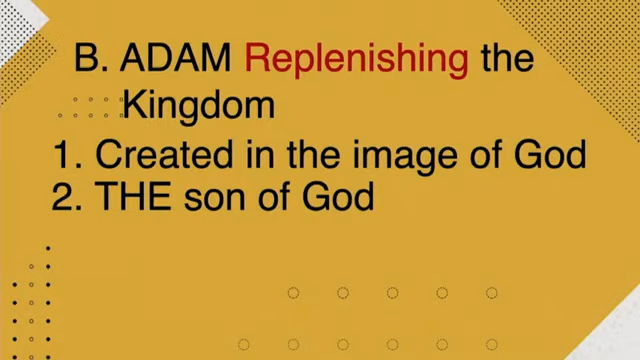 B. ADAM Replenishing the
Kingdom
1. Created in the image of God
2. THE son of God